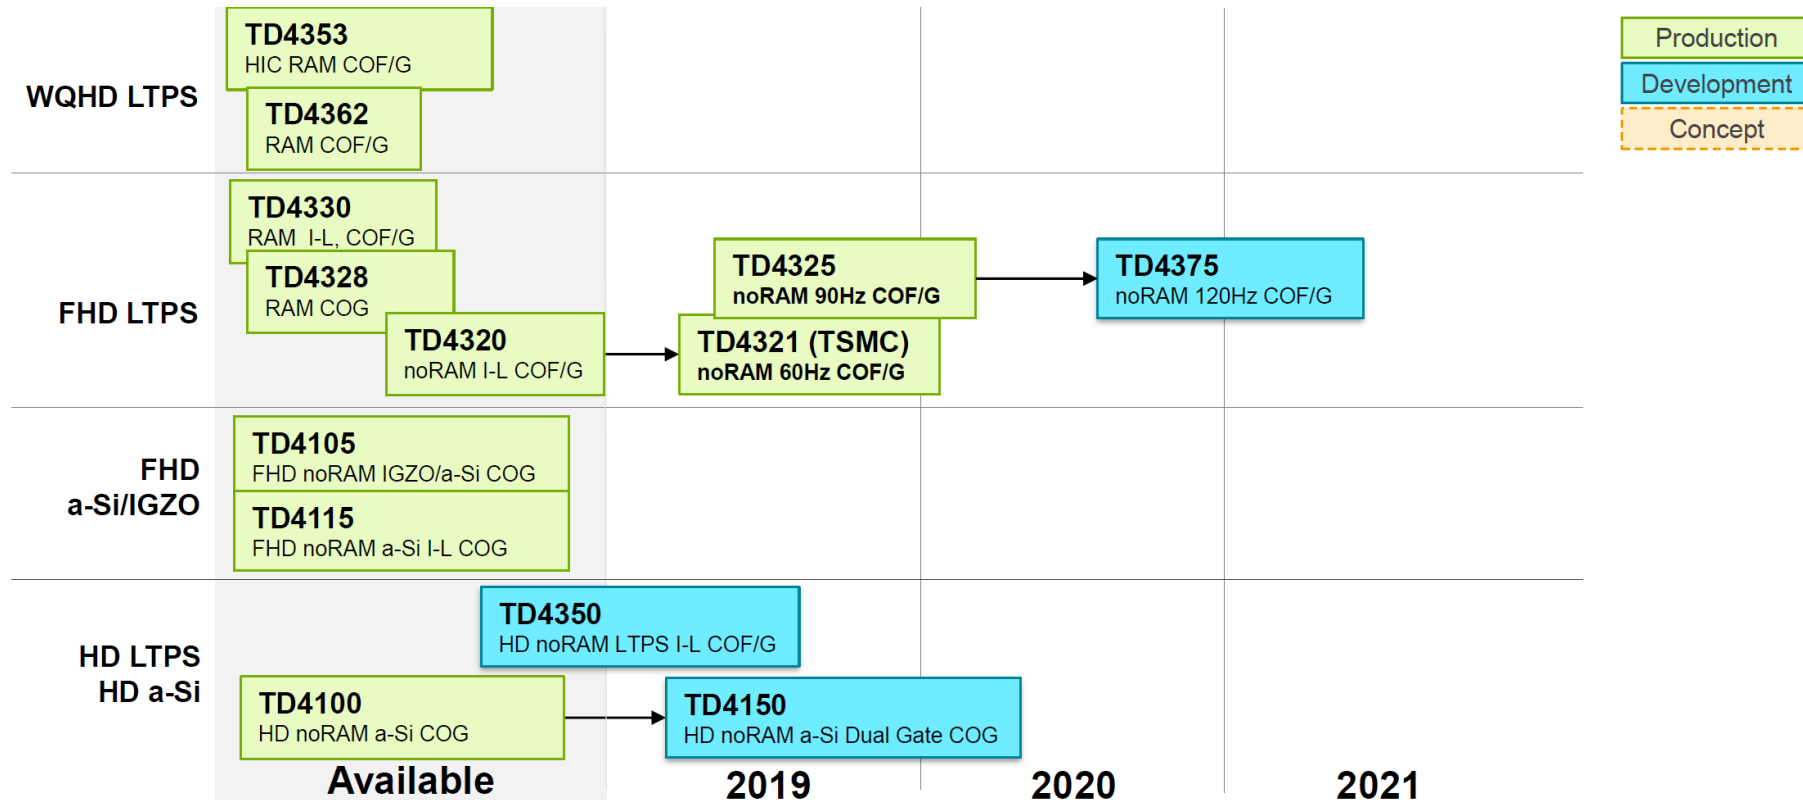 TD4353
HIC RAM COF/G
WQHD LTPS
TD4362
RAM COF/G
TD4330
RAM I-L, COF/G
TD4328
RAM COG
FHD LTPS
TD4320
noRAM I-L COF/G
TD4325
noRAM 90Hz COF/G
TD4321 (TSMC)
noRAM 60Hz COF/G
TD4375
noRAM 120Hz COF/G
FHD
a-Si/IGZO
TD4105
FHD noRAM IGZO/a-Si COG
TD4115
FHD noRAM a-Si I-L COG
HD LTPS
HD a-Si
TD4350
HD noRAM LTPS I-L COF/G
TD4100
HD noRAM a-Si COG
TD4150
HD noRAM a-Si Dual Gate COG
Available
2019
2020
2021
Production
Development
Concept